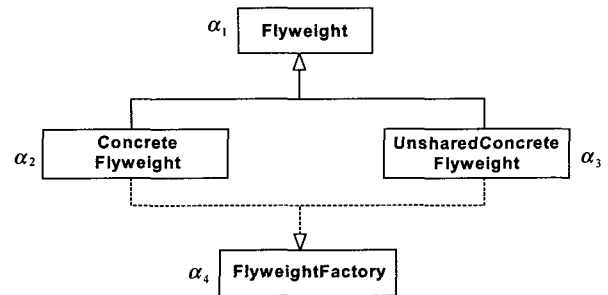 α₁
Flyweight
α₂
Concrete
Flyweight
UnsharedConcrete
Flyweight
α₃
α₄
FlyweightFactory